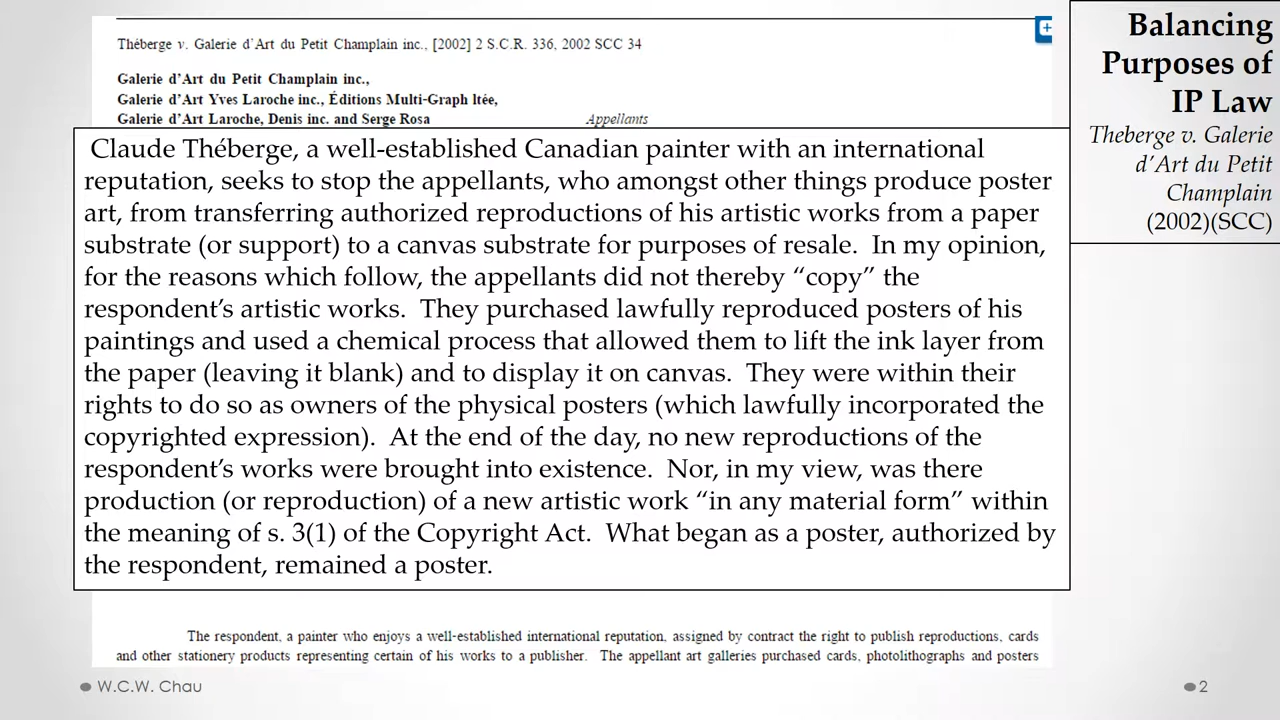 Théberge v. Galerie d'Art du Petit Champlain inc., [2002] 2 S.C.R. 336, 2002 SCC 34
Galerie d'Art du Petit Champlain inc.,
Galerie d'Art Yves Laroche inc., Éditions Multi-Graph ltée,
Galerie d'Art Laroche, Denis inc. and Serge Rosa Appellants
Claude Théberge, a well-established Canadian painter with an international
reputation, seeks to stop the appellants, who amongst other things produce poster
art, from transferring authorized reproductions of his artistic works from a paper
substrate (or support) to a canvas substrate for purposes of resale. In my opinion,
for the reasons which follow, the appellants did not thereby “copy” the
respondent's artistic works. They purchased lawfully reproduced posters of his
paintings and used a chemical process that allowed them to lift the ink layer from
the paper (leaving it blank) and to display it on canvas. They were within their
rights to do so as owners of the physical posters (which lawfully incorporated the
copyrighted expression). At the end of the day, no new reproductions of the
respondent's works were brought into existence. Nor, in my view, was there
production (or reproduction) of a new artistic work “in any material form” within
the meaning of s. 3(1) of the Copyright Act. What began as a poster, authorized by
the respondent, remained a poster.
The respondent, a painter who enjoys a well-established international reputation, assigned by contract the right to publish reproductions, cards
and other stationery products representing certain of his works to a publisher. The appellant art galleries purchased cards, photolithographs and posters
Balancing
Purposes of
IP Law
Theberge v. Galerie
d'Art du Petit
Champlain
(2002)(SCC)
W.C.W. Chau
2